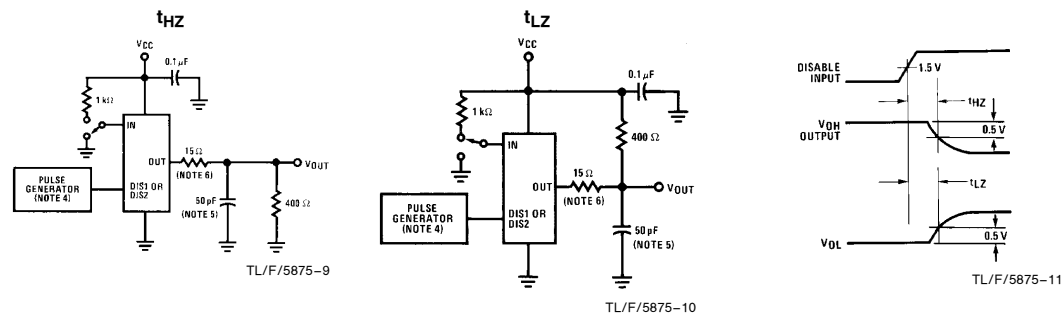 tHZ
VCC
0.1 µF
1 kΩ
IN
OUT
15 Ω
(NOTE 6)
VOUT
PULSE
GENERATOR
(NOTE 4)
DIS1 OR
DIS2
50 pF
(NOTE 5)
400 Ω
TL/F/5875–9
tLZ
VCC
0.1 µF
1 kΩ
400 Ω
IN
OUT
15 Ω
(NOTE 6)
VOUT
PULSE
GENERATOR
(NOTE 4)
DIS1 OR
DIS2
50 pF
(NOTE 5)
TL/F/5875–10
DISABLE
INPUT
1.5 V
tHZ
VOH
OUTPUT
0.5 V
tLZ
VOL
0.5 V
TL/F/5875–11